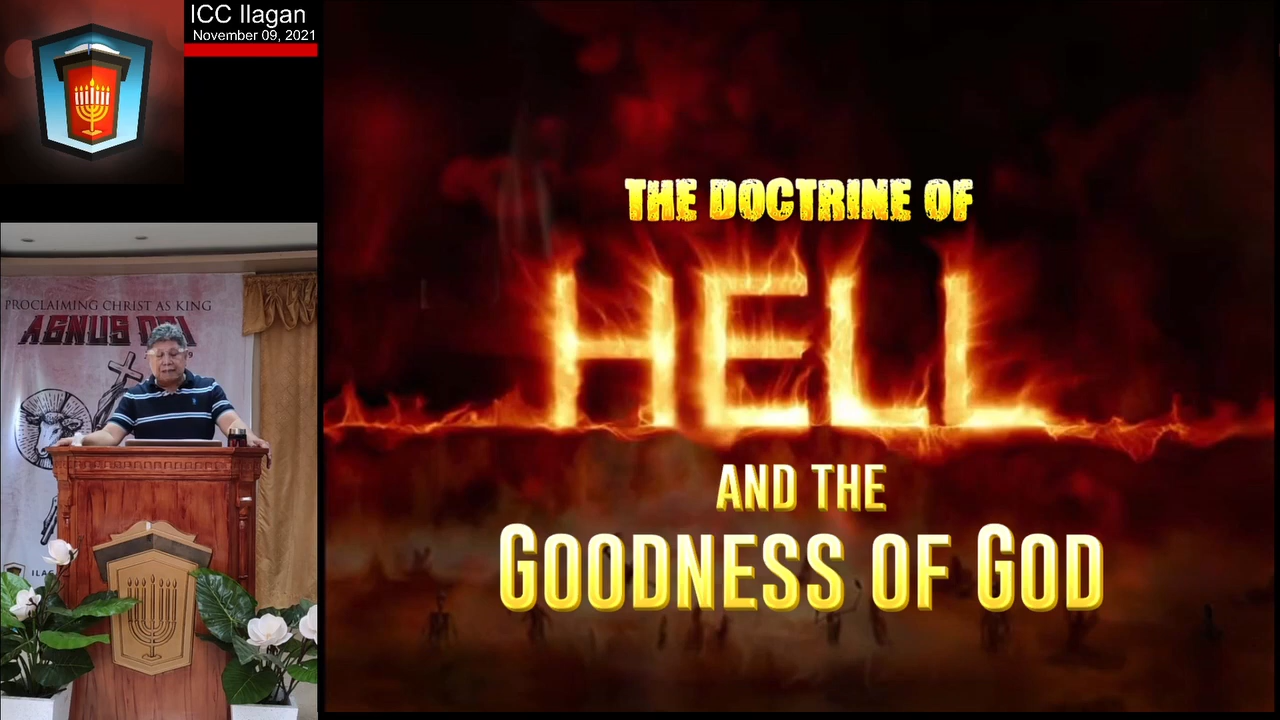 ICC Ilagan
November 09, 2021
THE DOCTRINE OF
HELL
AND THE
GOODNESS OF GOD
PROCLAIMING CHRIST AS KING
AGNUS DEI